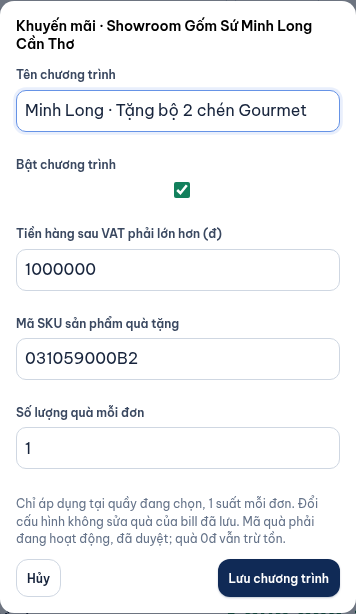 Khuyến mãi · Showroom Gốm Sứ Minh Long
Cần Thơ
Tên chương trình
Minh Long · Tặng bộ 2 chén Gourmet
Bật chương trình
Tiền hàng sau VAT phải lớn hơn (đ)
1000000
Mã SKU sản phẩm quà tặng
031059000B2
Số lượng quà mỗi đơn
1
Chỉ áp dụng tại quầy đang chọn, 1 suất mỗi đơn. Đổi
cấu hình không sửa quà của bill đã lưu. Mã quà phải
đang hoạt động, đã duyệt; quà 0đ vẫn trừ tồn.
Hủy
Lưu chương trình